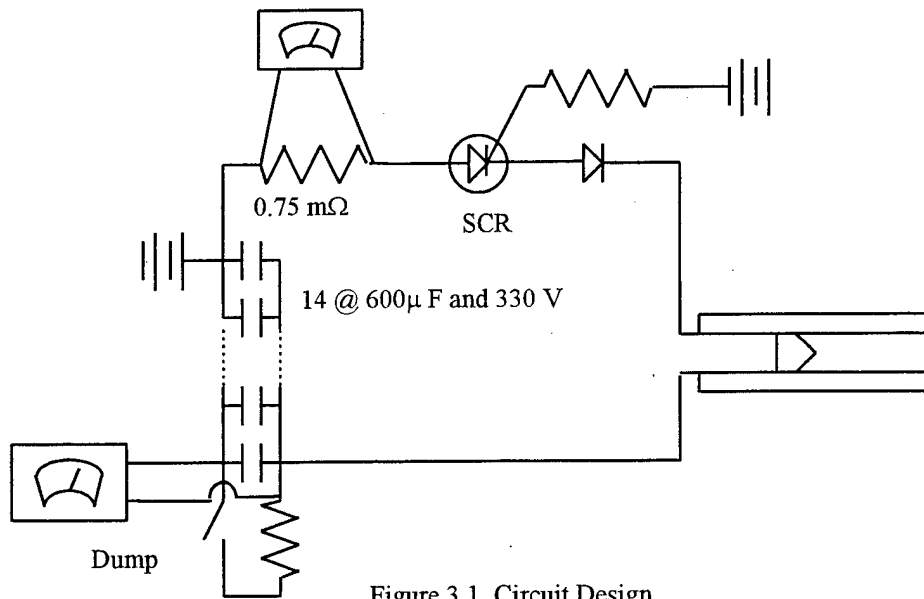 0.75 mΩ
SCR
14 @ 600μ F and 330 V
Dump
Figure 3.1 Circuit Design